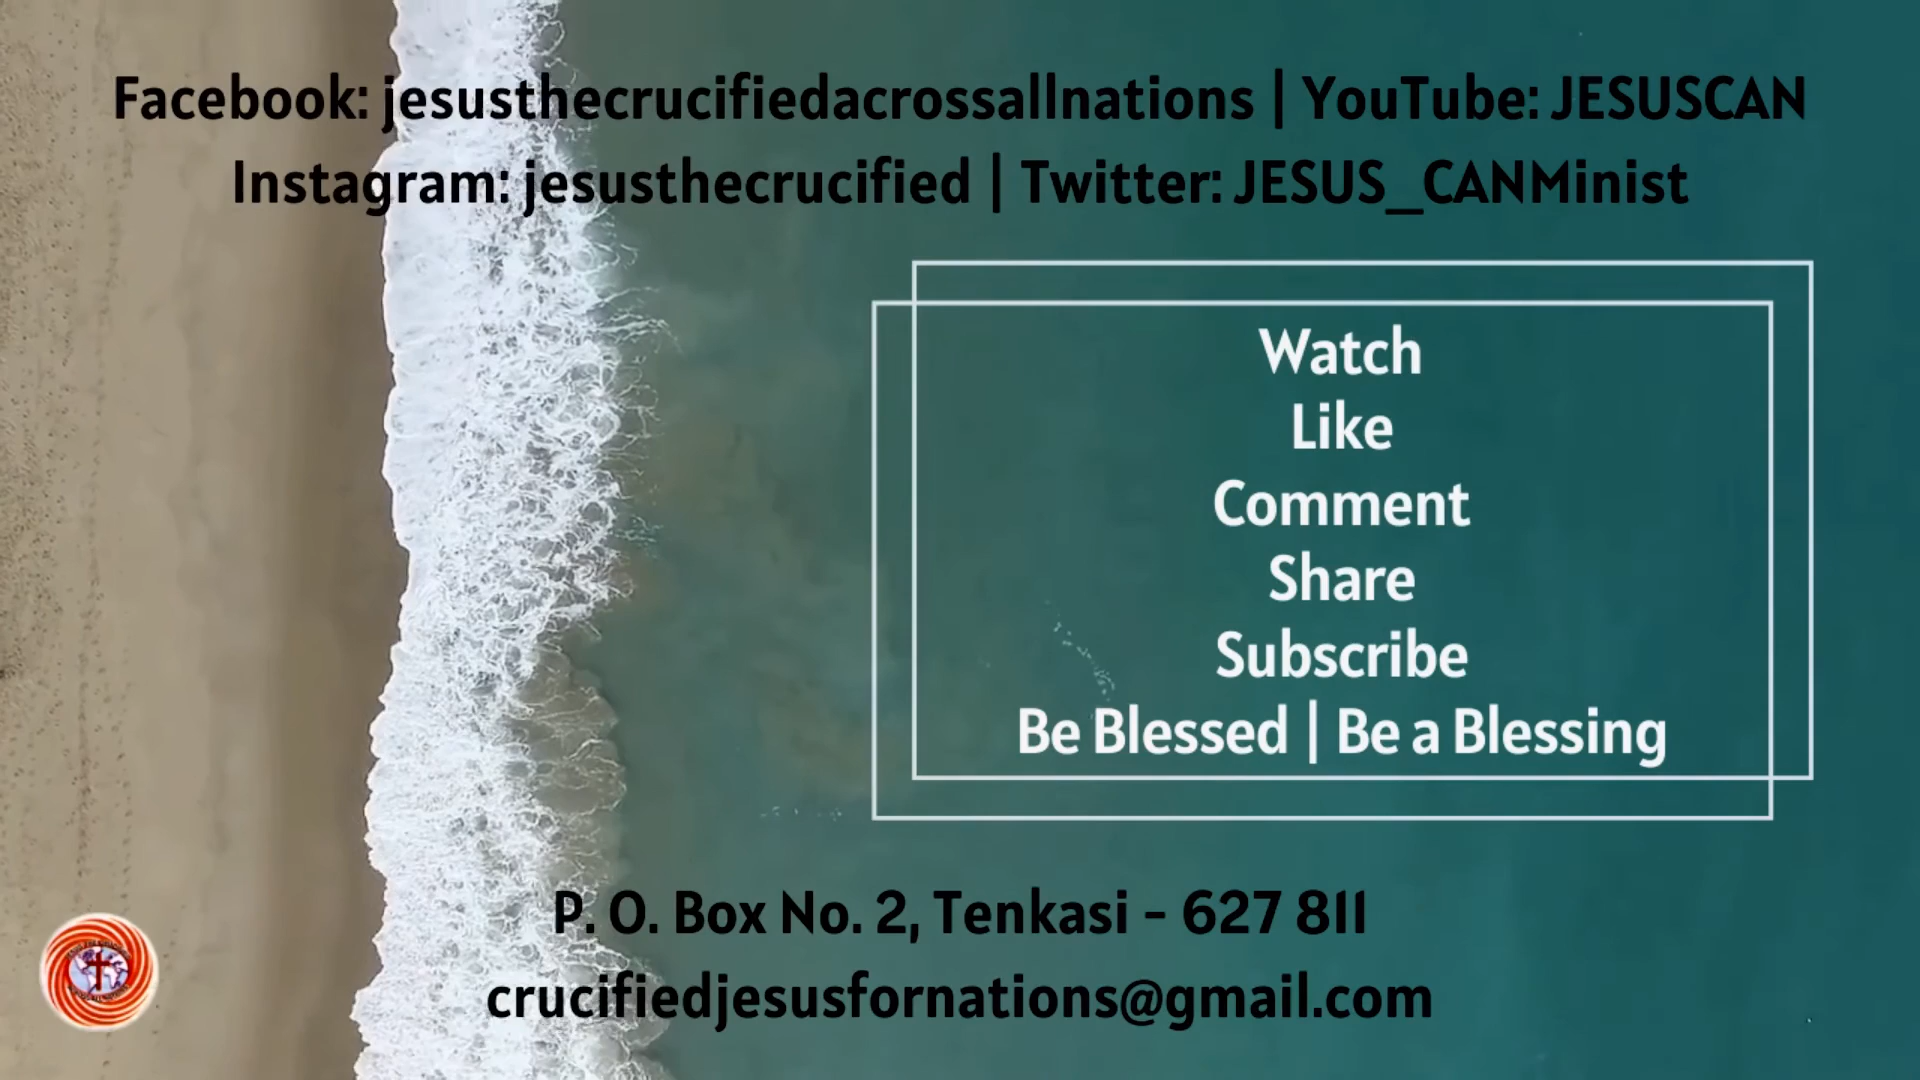 Facebook: jesusthecrucifiedacrossallnations | YouTube: JESUSCAN
Instagram: jesusthecrucified | Twitter: JESUS_CANMinist
Watch
Like
Comment
Share
Subscribe
Be Blessed | Be a Blessing
P. O. Box No. 2, Tenkasi - 627 811
crucifiedjesusfornations@gmail.com